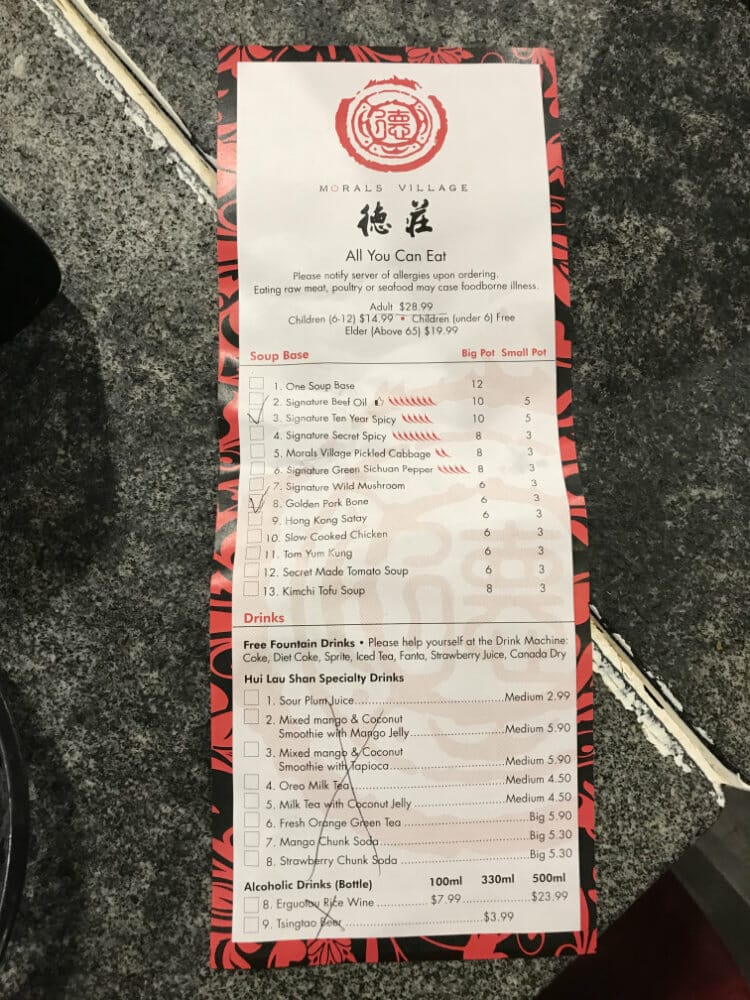 德
MORALS VILLAGE
德莊
All You Can Eat
Please notify server of allergies upon ordering.
Eating raw meat, poultry or seafood may case foodborne illness.
Adult $28.99
Children (6-12) $14.99 • Children (under 6) Free
Elder (Above 65) $19.99
Soup Base Big Pot Small Pot
1. One Soup Base 12
2. Signature Beef Oil 10 5
3. Signature Ten Year Spicy 10 5
4. Signature Secret Spicy 8 3
5. Morals Village Pickled Cabbage 8 3
6. Signature Green Sichuan Pepper 8 3
7. Signature Wild Mushroom 6 3
8. Golden Pork Bone 6 3
9. Hong Kong Satay 6 3
10. Slow Cooked Chicken 6 3
11. Tom Yum Kung 6 3
12. Secret Made Tomato Soup 6 3
13. Kimchi Tofu Soup 8 3
Drinks
Free Fountain Drinks • Please help yourself at the Drink Machine:
Coke, Diet Coke, Sprite, Iced Tea, Fanta, Strawberry Juice, Canada Dry
Hui Lau Shan Specialty Drinks
1. Sour Plum Juice..............................Medium 2.99
2. Mixed mango & Coconut
Smoothie with Mango Jelly....................Medium 5.90
3. Mixed mango & Coconut
Smoothie with Tapioca........................Medium 5.90
4. Oreo Milk Tea................................Medium 4.50
5. Milk Tea with Coconut Jelly..................Medium 4.50
6. Fresh Orange Green Tea.......................Big 5.90
7. Mango Chunk Soda.............................Big 5.30
8. Strawberry Chunk Soda........................Big 5.30
Alcoholic Drinks (Bottle) 100ml 330ml 500ml
8. Erguotou Rice Wine..............$7.99....................$23.99
9. Tsingtao Beer..............................$3.99